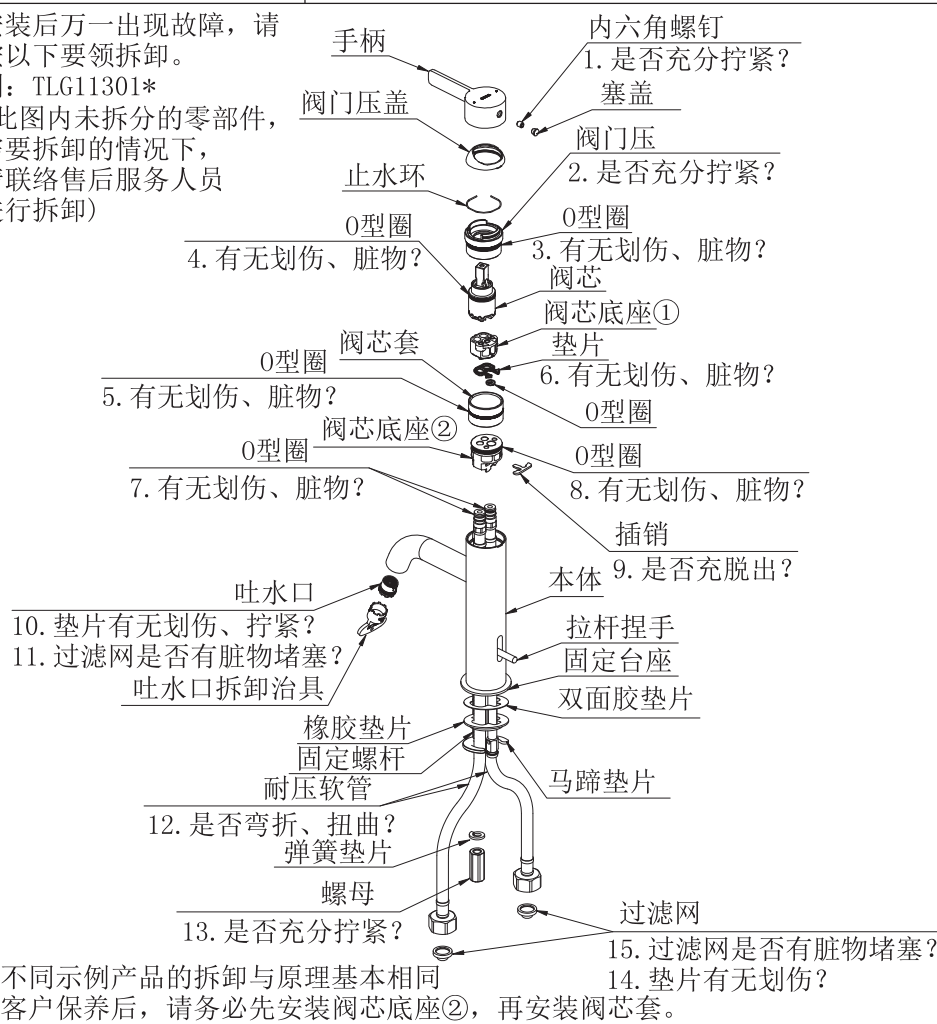 装后万一出现故障，请
以下要领拆卸。
：TLG11301*
此图内未拆分的零部件，
要拆卸的情况下，
联络售后服务人员
行拆卸)
手柄
内六角螺钉
1.是否充分拧紧？
塞盖
阀门压盖
阀门压
2.是否充分拧紧？
止水环
O型圈
4.有无划伤、脏物？
O型圈
3.有无划伤、脏物？
阀芯
阀芯底座①
阀芯套
垫片
6.有无划伤、脏物？
O型圈
5.有无划伤、脏物？
O型圈
阀芯底座②
O型圈
7.有无划伤、脏物？
O型圈
8.有无划伤、脏物？
插销
9.是否充脱出？
本体
吐水口
10.垫片有无划伤、拧紧？
11.过滤网是否有脏物堵塞？
吐水口拆卸治具
拉杆捏手
固定台座
双面胶垫片
橡胶垫片
固定螺杆
马蹄垫片
耐压软管
12.是否弯折、扭曲？
弹簧垫片
螺母
13.是否充分拧紧？
过滤网
15.过滤网是否有脏物堵塞？
14.垫片有无划伤？
不同示例产品的拆卸与原理基本相同
客户保养后，请务必先安装阀芯底座②，再安装阀芯套。